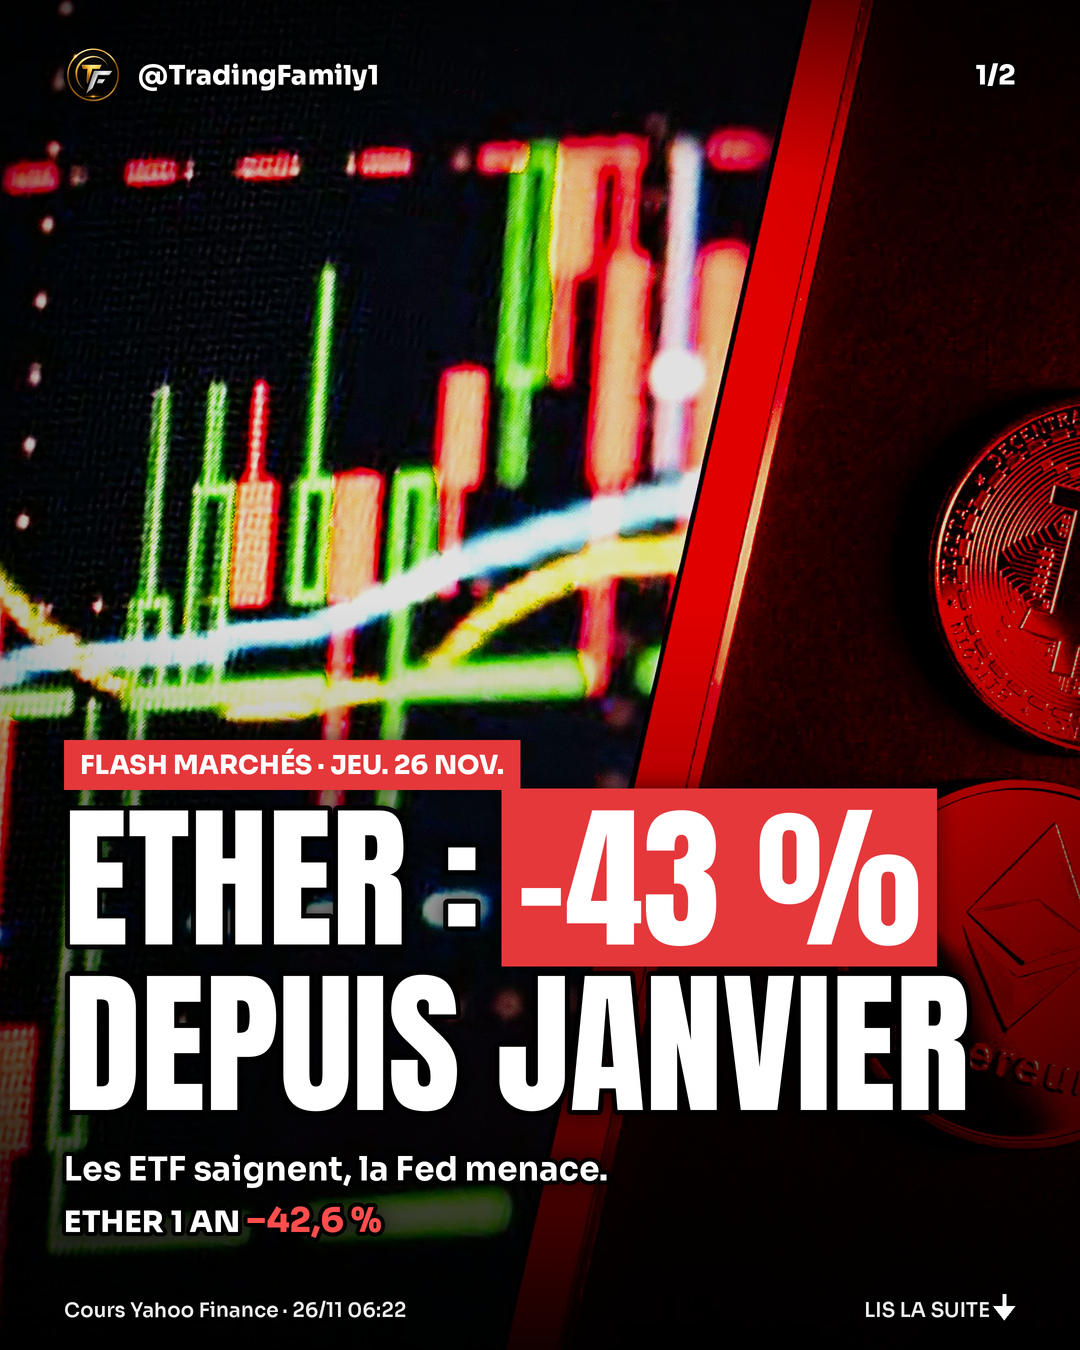 TF
@TradingFamily1
1/2
FLASH MARCHÉS · JEU. 26 NOV.
ETHER : -43 %
DEPUIS JANVIER
Les ETF saignent, la Fed menace.
ETHER 1 AN −42,6 %
Cours Yahoo Finance · 26/11 06:22
LIS LA SUITE